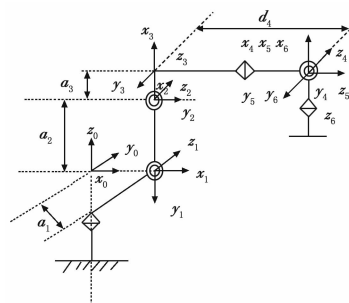 d₄
x₃
z₃
x₄ x₅ x₆
z₄
a₃
y₃
x₂
z₂
z₅
y₅ y₆ y₄
y₂
z₆
a₂
z₀
y₀
z₁
x₀
x₁
a₁
y₁